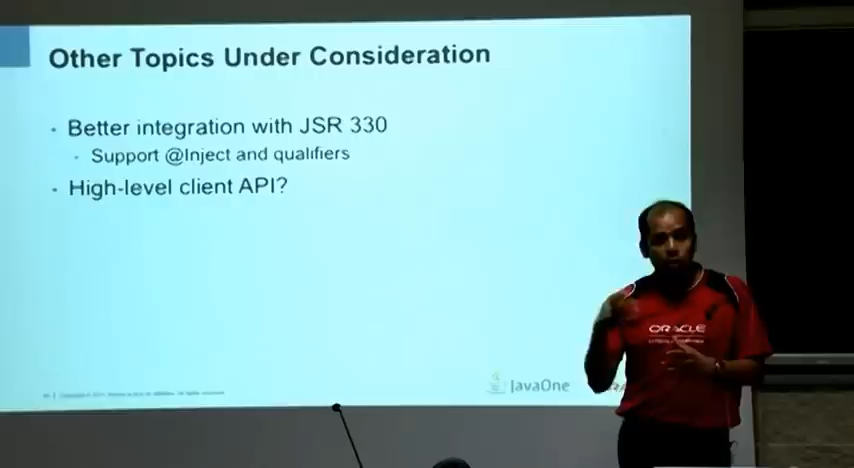 Other Topics Under Consideration
• Better integration with JSR 330
• Support @Inject and qualifiers
• High-level client API?
ORACLE
JavaOne